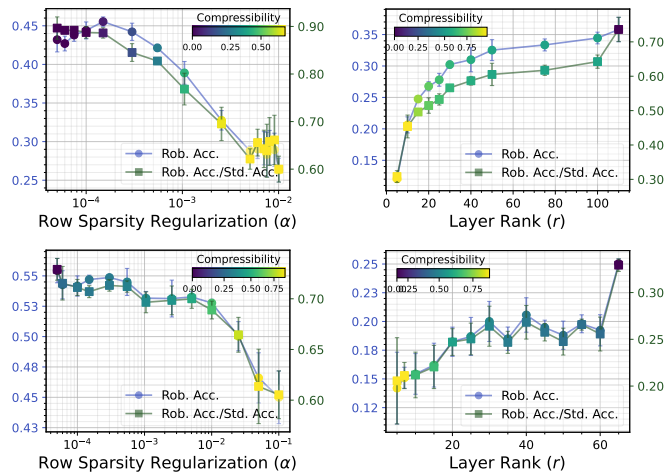 Compressibility
0.00 0.25 0.50
0.45
0.40
0.35
0.30
0.25
0.90
0.80
0.70
0.60
Rob. Acc.
Rob. Acc./Std. Acc.
10⁻⁴ 10⁻³ 10⁻²
Row Sparsity Regularization (α)
Compressibility
0.00 0.25 0.50 0.75
0.35
0.30
0.25
0.20
0.15
0.70
0.60
0.50
0.40
0.30
Rob. Acc.
Rob. Acc./Std. Acc.
20 40 60 80 100
Layer Rank (r)
Compressibility
0.00 0.25 0.50 0.75
0.55
0.53
0.50
0.48
0.45
0.43
0.70
0.65
0.60
Rob. Acc.
Rob. Acc./Std. Acc.
10⁻⁴ 10⁻³ 10⁻² 10⁻¹
Row Sparsity Regularization (α)
Compressibility
0.25 0.50 0.75
0.25
0.23
0.20
0.18
0.15
0.12
0.30
0.25
0.20
Rob. Acc.
Rob. Acc./Std. Acc.
20 40 60
Layer Rank (r)